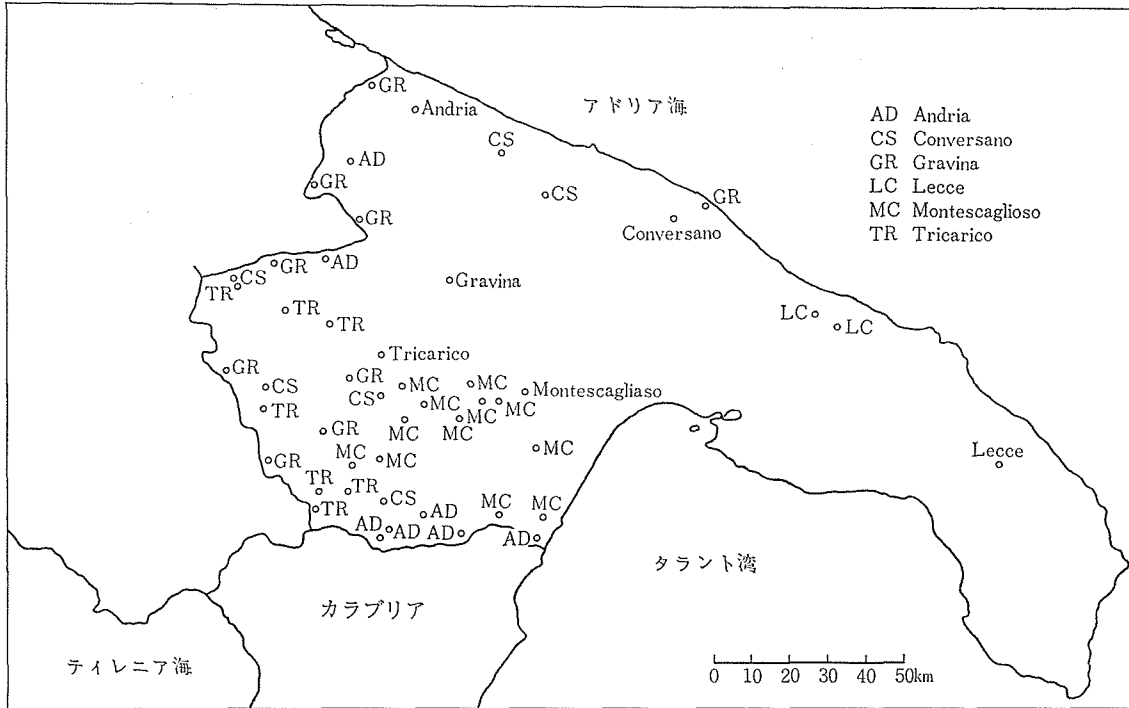 GR
Andria
アドリア海
CS
AD
GR
CS
GR
GR
Conversano
AD Andria
CS Conversano
GR Gravina
LC Lecce
MC Montescaglioso
TR Tricarico
GR
AD
CS
TR
Gravina
TR
TR
LC
LC
Tricarico
GR
GR
CS
CS
MC
MC
Montescagliaso
TR
MC
MC
MC
MC
MC
GR
MC
MC
MC
GR
Lecce
TR
TR
CS
TR
MC
MC
AD
AD
AD
AD
AD
タラント湾
カラブリア
ティレニア海
0 10 20 30 40 50km